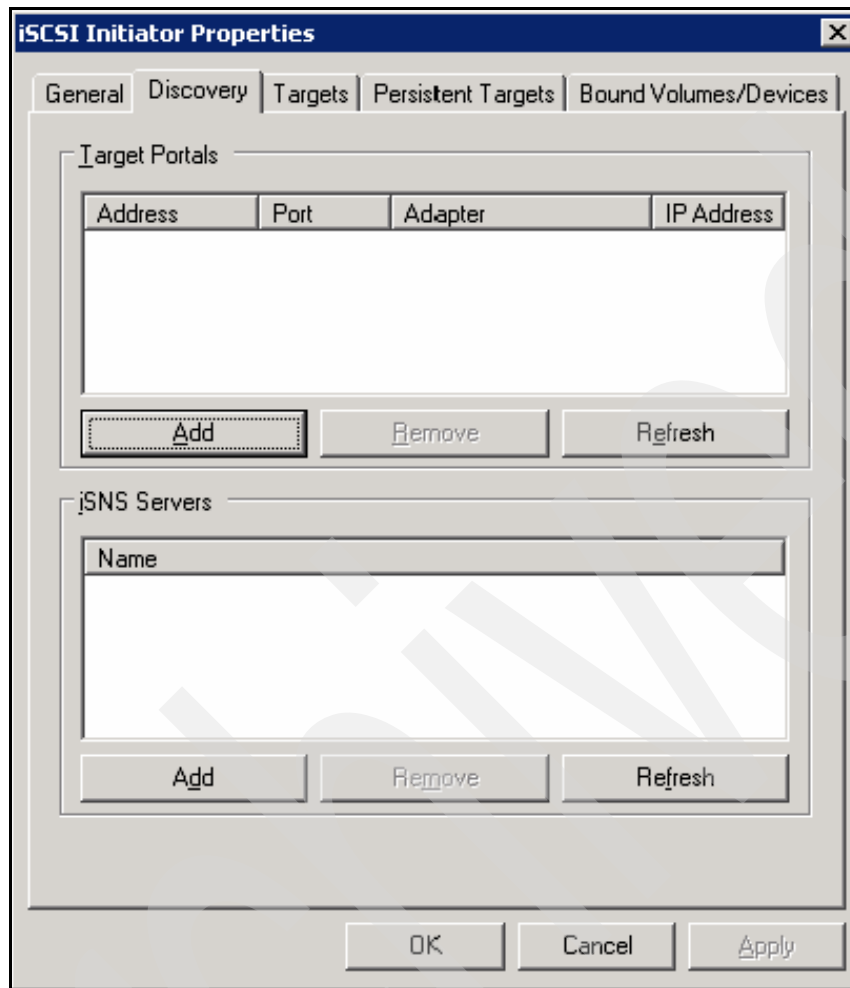 iSCSI Initiator Properties
General Discovery Targets Persistent Targets Bound Volumes/Devices
Target Portals
Address Port Adapter IP Address
Add Remove Refresh
iSNS Servers
Name
Add Remove Refresh
OK Cancel Apply